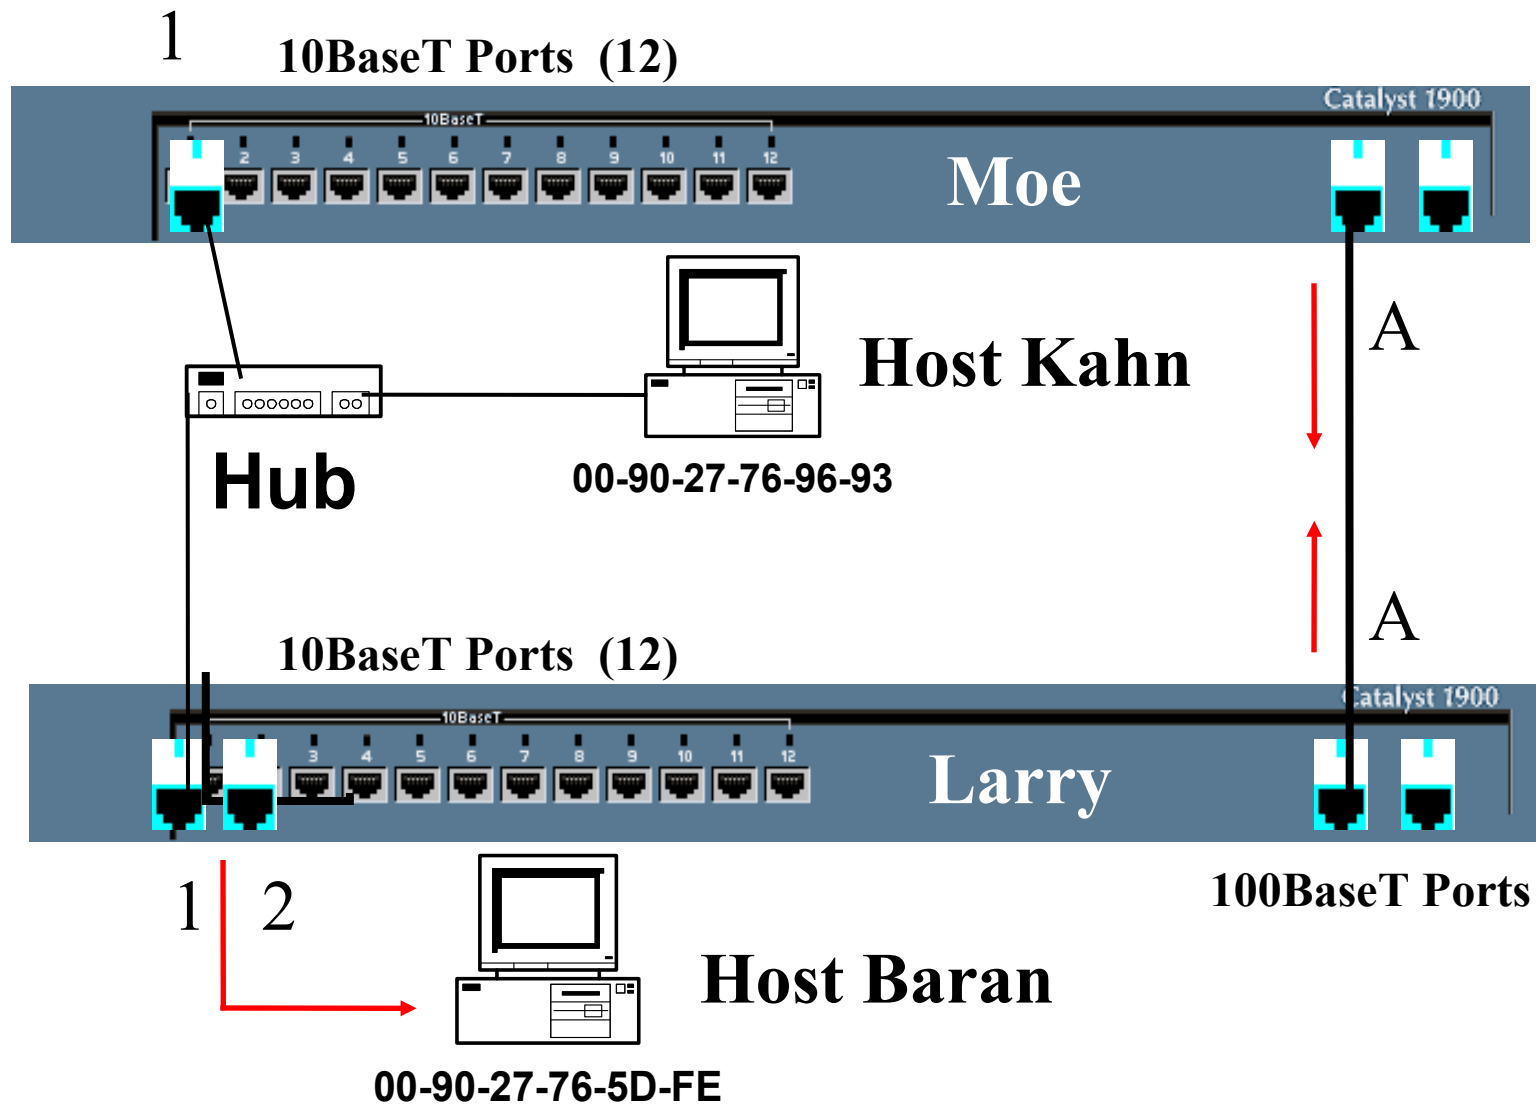 1
10BaseT Ports (12)
Catalyst 1900
10BaseT
2 3 4 5 6 7 8 9 10 11 12
Moe
Host Kahn
A
Hub
00-90-27-76-96-93
A
10BaseT Ports (12)
Catalyst 1900
10BaseT
3 4 5 6 7 8 9 10 11 12
Larry
1 2
100BaseT Ports
Host Baran
00-90-27-76-5D-FE